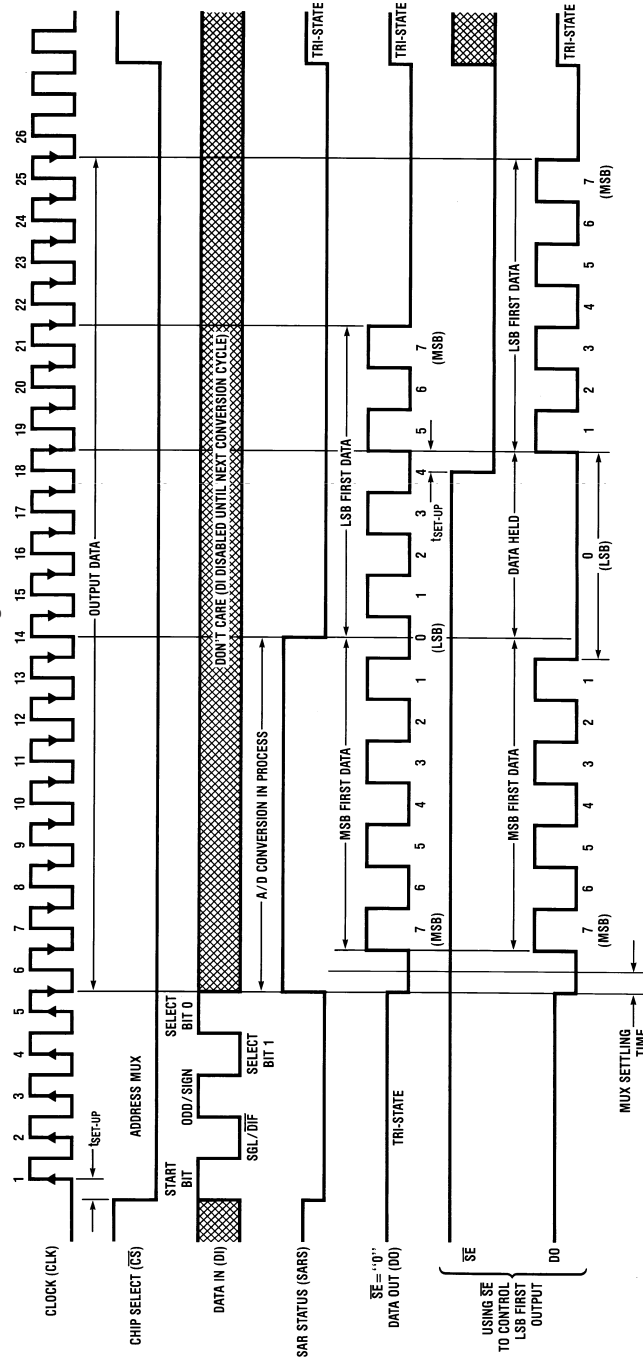 CLOCK (CLK)
1 2 3 4 5 6 7 8 9 10 11 12 13 14 15 16 17 18 19 20 21 22 23 24 25 26
tSET-UP
OUTPUT DATA
CHIP SELECT (CS)
ADDRESS MUX
DATA IN (DI)
START
BIT
SGL/DIF
ODD/SIGN
SELECT
BIT 1
SELECT
BIT 0
DON'T CARE (DI DISABLED UNTIL NEXT CONVERSION CYCLE)
A/D CONVERSION IN PROCESS
SAR STATUS (SARS)
TRI-STATE
MSB FIRST DATA
LSB FIRST DATA
SE = "0"
DATA OUT (DO)
TRI-STATE
TRI-STATE
7
(MSB)
6 5 4 3 2 1
0
(LSB)
1 2 3 4 5 6
7
(MSB)
tSET-UP
USING SE
TO CONTROL
LSB FIRST
OUTPUT
SE
MSB FIRST DATA
DATA HELD
LSB FIRST DATA
DO
TRI-STATE
7
(MSB)
6 5 4 3 2 1
0
(LSB)
1 2 3 4 5 6
7
(MSB)
MUX SETTLING
TIME